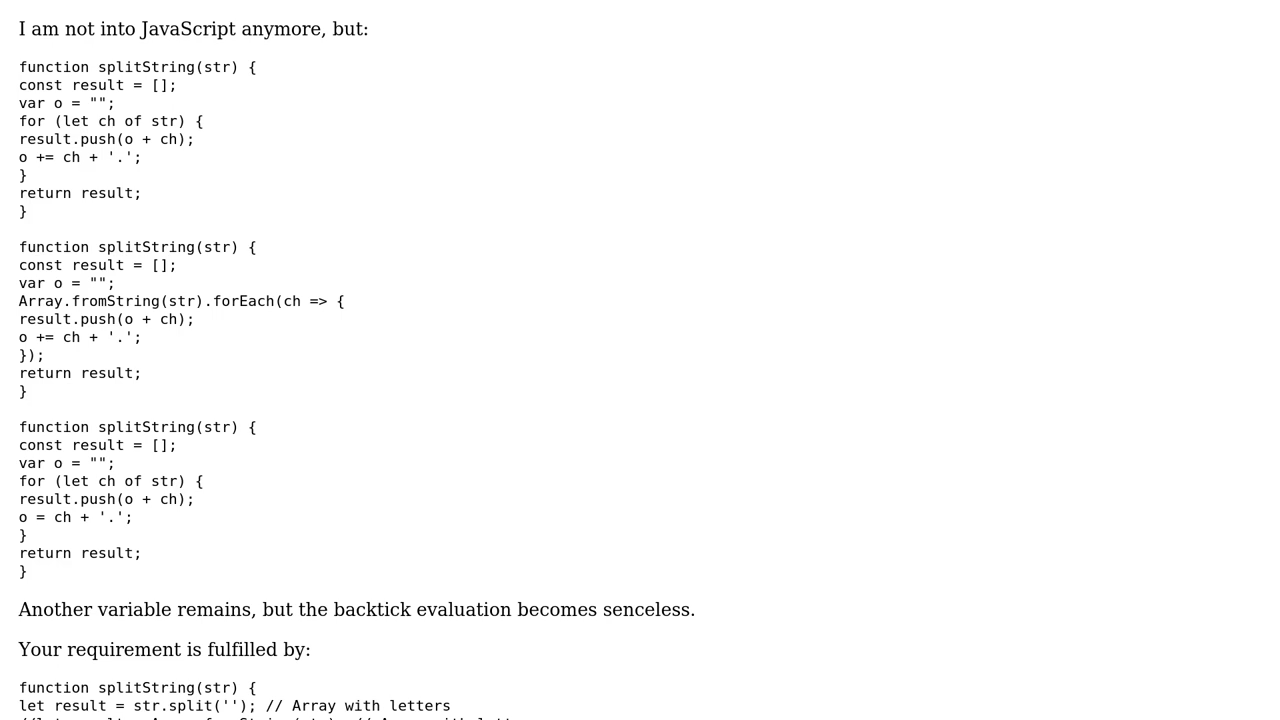 I am not into JavaScript anymore, but:
function splitString(str) {
const result = [];
var o = "";
for (let ch of str) {
result.push(o + ch);
o += ch + '.';
}
return result;
}
function splitString(str) {
const result = [];
var o = "";
Array.fromString(str).forEach(ch => {
result.push(o + ch);
o += ch + '.';
});
return result;
}
function splitString(str) {
const result = [];
var o = "";
for (let ch of str) {
result.push(o + ch);
o = ch + '.';
}
return result;
}
Another variable remains, but the backtick evaluation becomes senceless.
Your requirement is fulfilled by:
function splitString(str) {
let result = str.split(''); // Array with letters